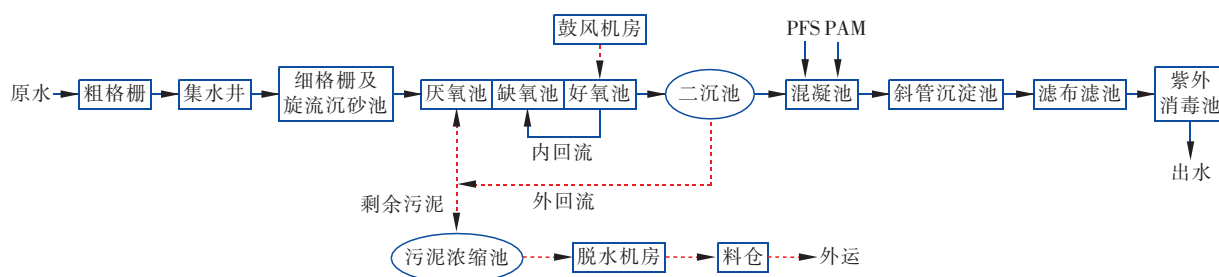 鼓风机房
PFS PAM
原水
粗格栅
集水井
细格栅及
旋流沉砂池
厌氧池
缺氧池
好氧池
二沉池
混凝池
斜管沉淀池
滤布滤池
紫外
消毒池
内回流
出水
剩余污泥
外回流
污泥浓缩池
脱水机房
料仓
外运